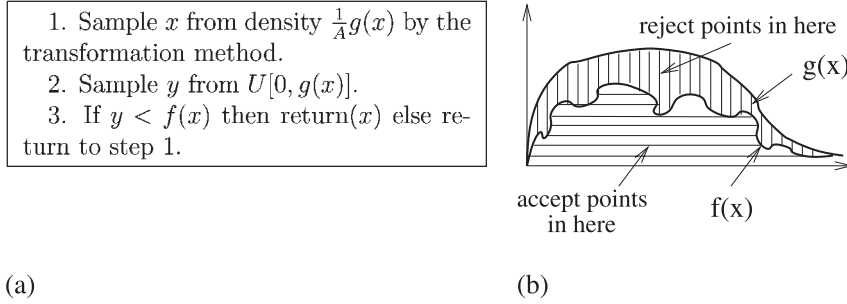 1. Sample x from density \frac{1}{A}g(x) by the
transformation method.
2. Sample y from U[0, g(x)].
3. If y < f(x) then return(x) else re-
turn to step 1.
reject points in here
g(x)
accept points
in here
f(x)
(a)
(b)